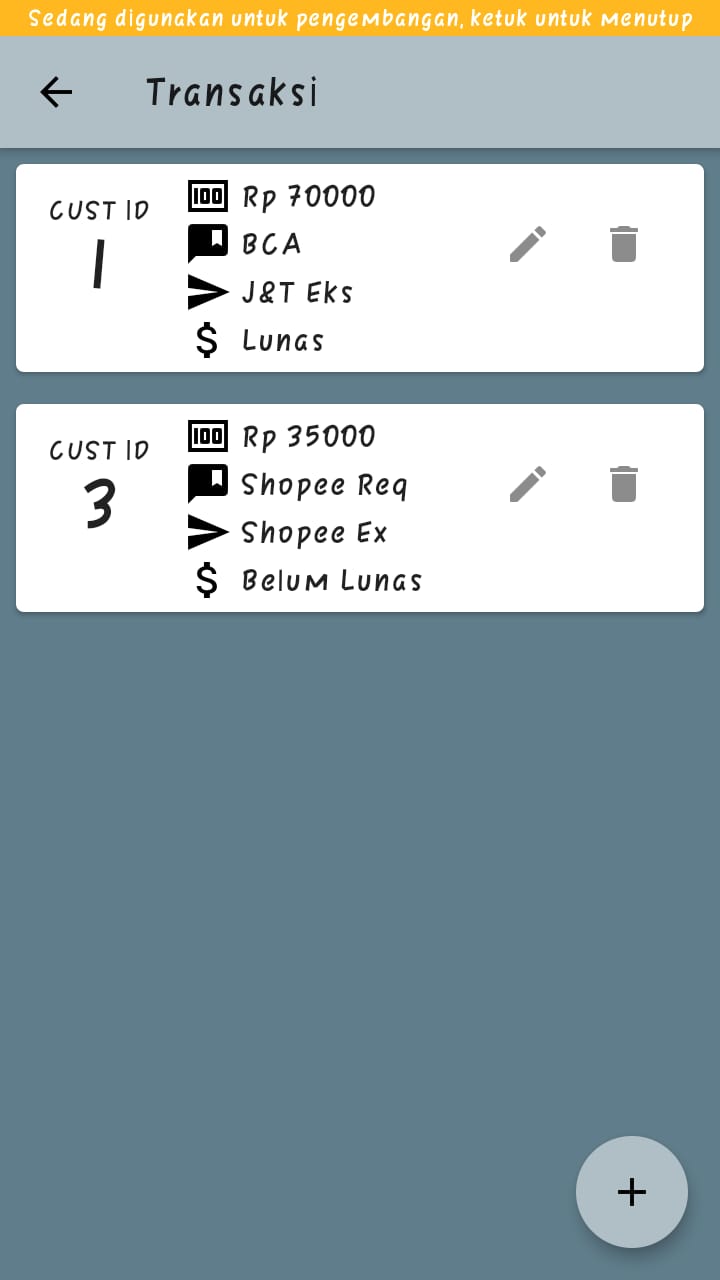 Sedang digunakan untuk pengembangan, ketuk untuk menutup
Transaksi
CUST ID
1
100 Rp 70000
BCA
J&T Eks
$ Lunas
CUST ID
3
100 Rp 35000
Shopee Req
Shopee Ex
$ Belum Lunas